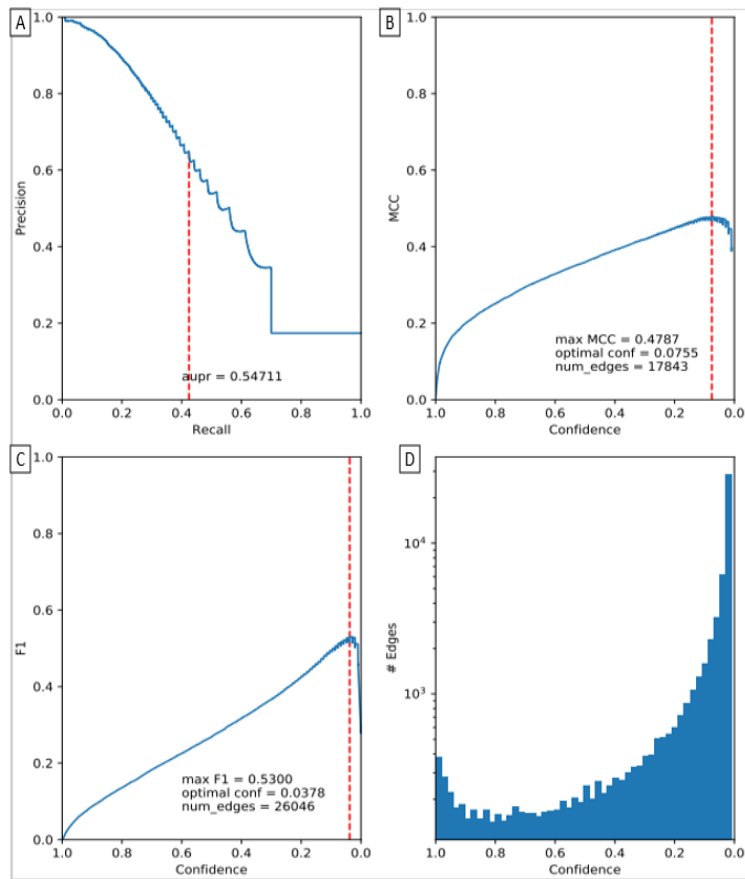 A
1.0
0.8
0.6
0.4
0.2
0.0
Precision
aupr = 0.54711
0.0 0.2 0.4 0.6 0.8 1.0
Recall
B
1.0
0.8
0.6
0.4
0.2
0.0
MCC
max MCC = 0.4787
optimal conf = 0.0755
num_edges = 17843
1.0 0.8 0.6 0.4 0.2 0.0
Confidence
C
1.0
0.8
0.6
0.4
0.2
0.0
F1
max F1 = 0.5300
optimal conf = 0.0378
num_edges = 26046
1.0 0.8 0.6 0.4 0.2 0.0
Confidence
D
10⁴
10³
# Edges
1.0 0.8 0.6 0.4 0.2 0.0
Confidence